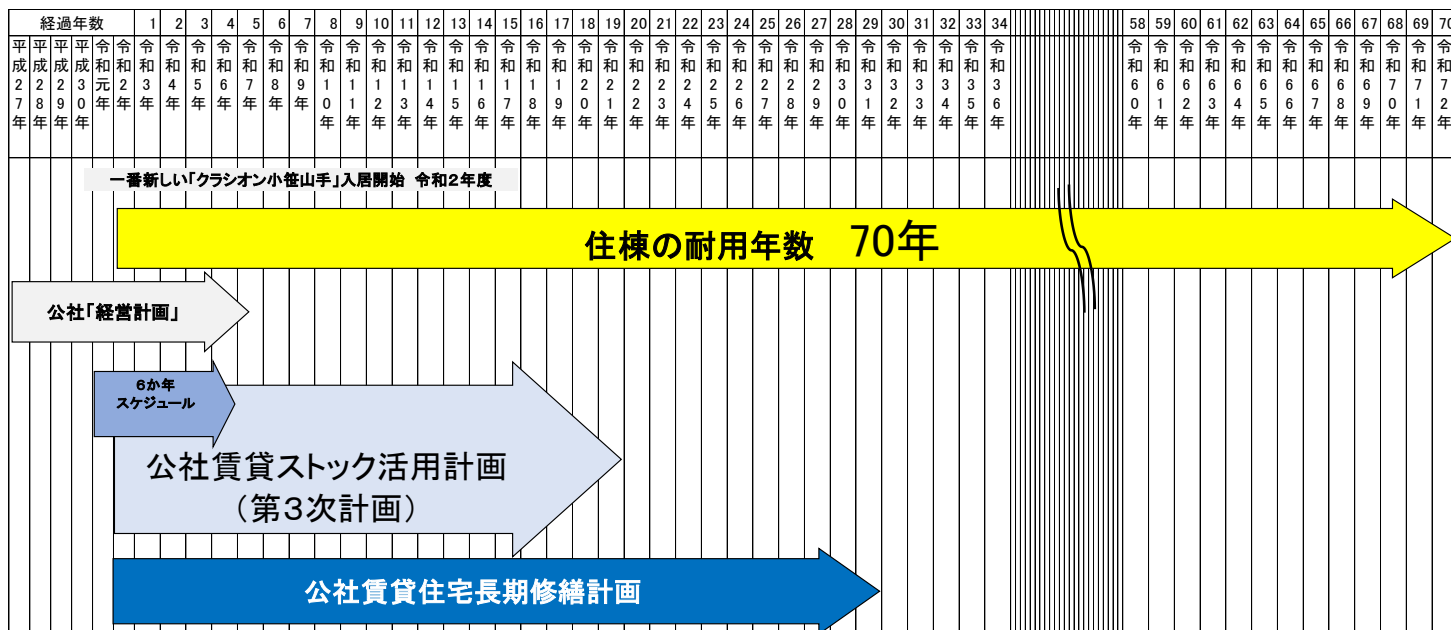 経過年数 1 2 3 4 5 6 7 8 9 10 11 12 13 14 15 16 17 18 19 20 22 23 24 25 26 27 28 29 30 31 32 33 34 58 59 60 61 62 63 64 65 66 67 68 69 70
平成27年 平成28年 平成29年 平成30年 令和元年 令和2年 令和3年 令和4年 令和5年 令和6年 令和7年 令和8年 令和9年 令和10年 令和11年 令和12年 令和13年 令和14年 令和15年 令和16年 令和17年 令和18年 令和19年 令和20年 令和21年 令和22年 令和23年 令和24年 令和25年 令和26年 令和28年 令和29年 令和30年 令和31年 令和32年 令和34年 令和35年 令和36年 令和60年 令和61年 令和63年 令和64年 令和65年 令和66年 令和67年 令和68年 令和69年 令和70年 令和71年 令和72年
一番新しい「クラシオン小笹山手」入居開始 令和2年度
住棟の耐用年数 70年
公社「経営計画」
6か年
スケジュール
公社賃貸ストック活用計画
（第3次計画）
公社賃貸住宅長期修繕計画